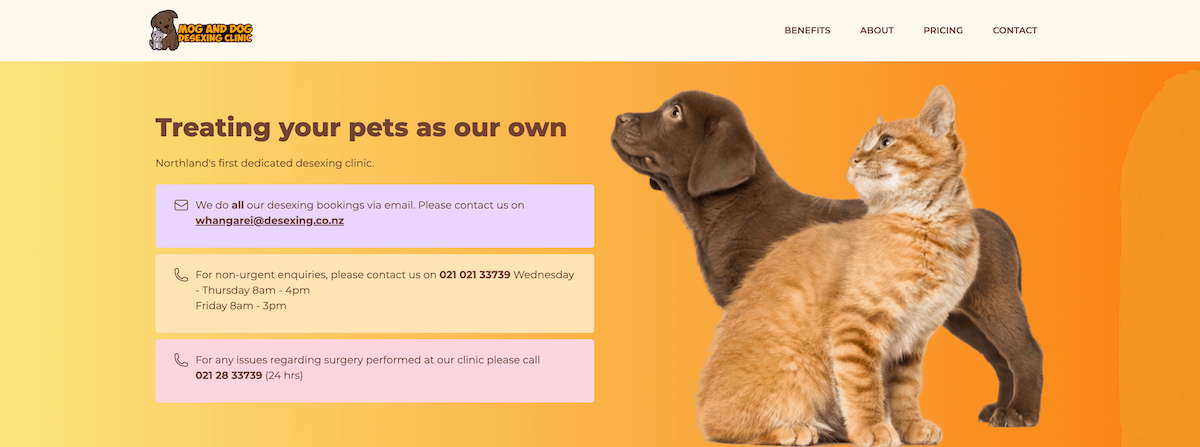 MOG AND DOG
DESEXING CLINIC
BENEFITS
ABOUT
PRICING
CONTACT
Treating your pets as our own
Northland's first dedicated desexing clinic.
We do all our desexing bookings via email. Please contact us on
whangarei@desexing.co.nz
For non-urgent enquiries, please contact us on 021 021 33739 Wednesday
- Thursday 8am - 4pm
Friday 8am - 3pm
For any issues regarding surgery performed at our clinic please call
021 28 33739 (24 hrs)